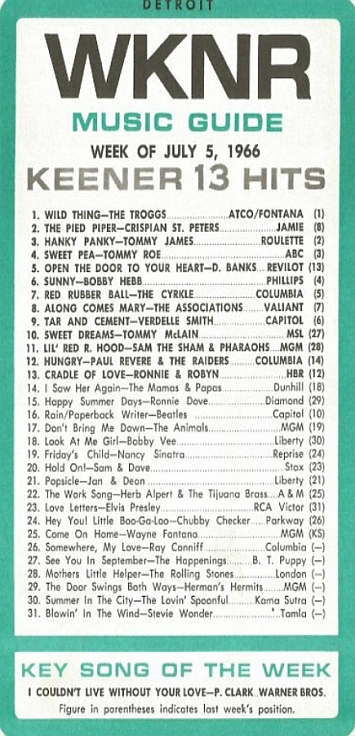 DETROIT
WKNR
MUSIC GUIDE
WEEK OF JULY 5, 1966
KEENER 13 HITS
1. WILD THING—THE TROGGS..........ATCO/FONTANA (1)
2. THE PIED PIPER—CRISPIAN ST. PETERS..........JAMIE (8)
3. HANKY PANKY—TOMMY JAMES..........ROULETTE (2)
4. SWEET PEA—TOMMY ROE..........ABC (3)
5. OPEN THE DOOR TO YOUR HEART—D. BANKS...REVILOT (13)
6. SUNNY—BOBBY HEBB..........PHILLIPS (4)
7. RED RUBBER BALL—THE CYRKLE..........COLUMBIA (5)
8. ALONG COMES MARY—THE ASSOCIATIONS..........VALIANT (7)
9. TAR AND CEMENT—VERDELLE SMITH..........CAPITOL (6)
10. SWEET DREAMS—TOMMY McLAIN..........MSL (27)
11. LIL' RED R. HOOD—SAM THE SHAM & PHARAOHS...MGM (28)
12. HUNGRY—PAUL REVERE & THE RAIDERS..........COLUMBIA (14)
13. CRADLE OF LOVE—RONNIE & ROBYN..........HBR (12)
14. I Saw Her Again—The Mamas & Papas..........Dunhill (18)
15. Happy Summer Days—Ronnie Dove..........Diamond (29)
16. Rain/Paperback Writer—Beatles..........Capitol (10)
17. Don't Bring Me Down—The Animals..........MGM (19)
18. Look At Me Girl—Bobby Vee..........Liberty (30)
19. Friday's Child—Nancy Sinatra..........Reprise (24)
20. Hold On!—Sam & Dave..........Stax (23)
21. Popsicle—Jan & Deon..........Liberty (21)
22. The Work Song—Herb Alpert & The Tijuana Brass...A & M (25)
23. Love Letters—Elvis Presley..........RCA Victor (31)
24. Hey You! Little Boo-Ga-Loo—Chubby Checker.....Parkway (26)
25. Come On Home—Wayne Fontana..........MGM (KS)
26. Somewhere, My Love—Ray Conniff..........Columbia (—)
27. See You In September—The Happenings..........B. T. Puppy (—)
28. Mothers Little Helper—The Rolling Stones..........London (—)
29. The Door Swings Both Ways—Herman's Hermits.....MGM (—)
30. Summer In The City—The Lovin' Spoonful.....Kama Sutra (—)
31. Blowin' In The Wind—Stevie Wonder..........Tamla (—)
KEY SONG OF THE WEEK
I COULDN'T LIVE WITHOUT YOUR LOVE—P. CLARK..WARNER BROS.
Figure in parentheses indicates last week's position.